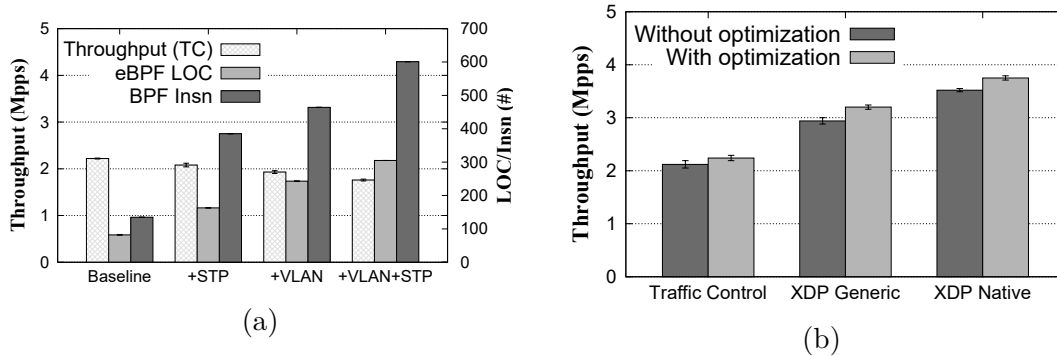 Throughput (Mpps)
5
4
3
2
1
0
Throughput (TC)
eBPF LOC
BPF Insn
700
600
500
400
300
200
100
0
LOC/Insn (#)
Baseline
+STP
+VLAN
+VLAN+STP
(a)
Throughput (Mpps)
5
4
3
2
1
0
Without optimization
With optimization
Traffic Control
XDP Generic
XDP Native
(b)